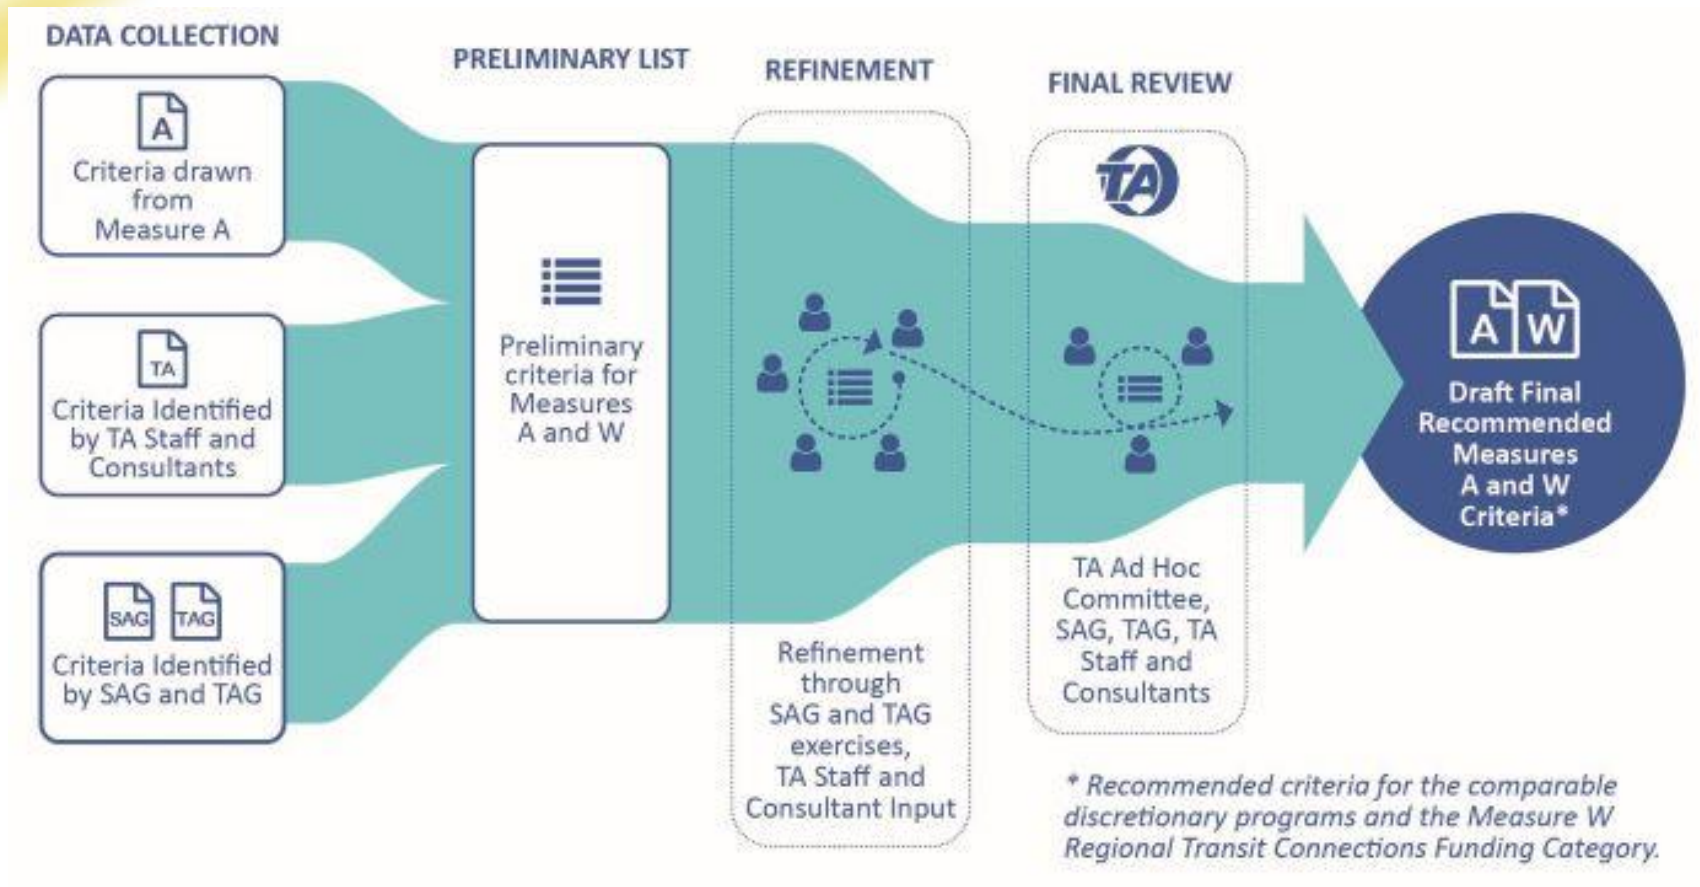 DATA COLLECTION
A
Criteria drawn
from
Measure A
TA
Criteria Identified
by TA Staff and
Consultants
SAG TAG
Criteria Identified
by SAG and TAG
PRELIMINARY LIST
Preliminary
criteria for
Measures
A and W
REFINEMENT
Refinement
through
SAG and TAG
exercises,
TA Staff and
Consultant Input
FINAL REVIEW
TA
TA Ad Hoc
Committee,
SAG, TAG, TA
Staff and
Consultants
A W
Draft Final
Recommended
Measures
A and W
Criteria*
* Recommended criteria for the comparable
discretionary programs and the Measure W
Regional Transit Connections Funding Category.